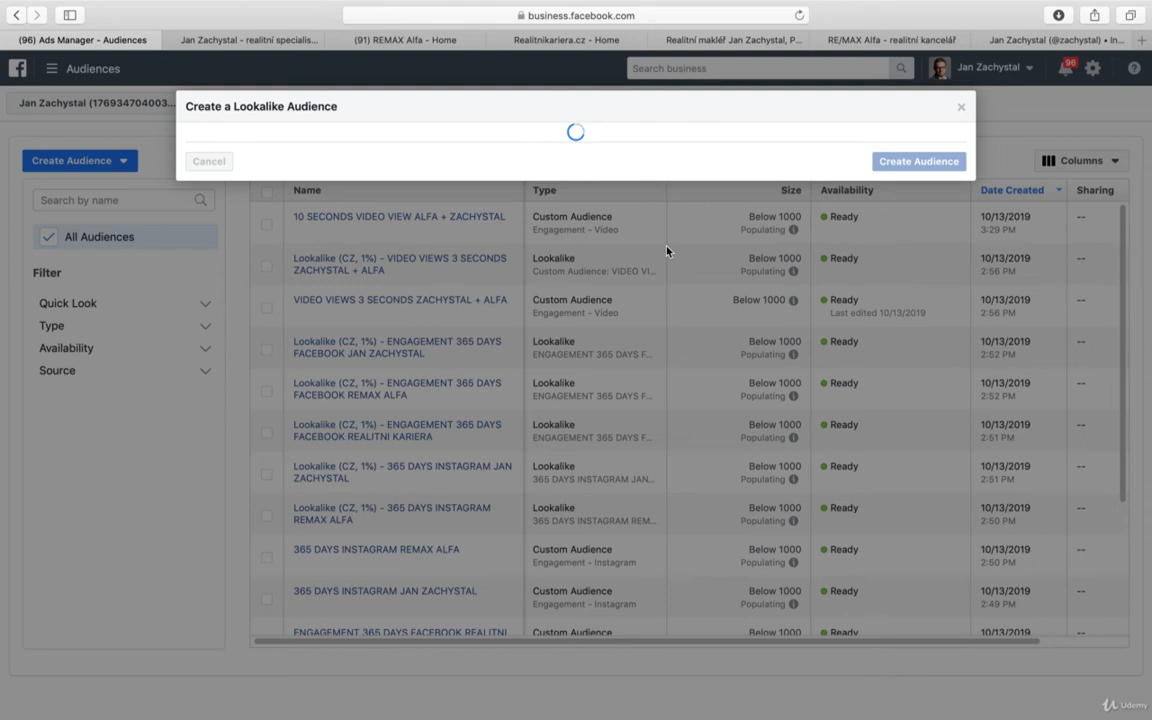 business.facebook.com
(96) Ads Manager - Audiences
Jan Zachystal - realitní specialis...
(91) REMAX Alfa - Home
Realitnikariera.cz - Home
Realitní makléř Jan Zachystal, P...
RE/MAX Alfa - realitní kancelář
Jan Zachystal (@zachystal) • In...
Audiences
Search business
Jan Zachystal
96
Jan Zachystal (176934704003...
Create a Lookalike Audience
Cancel
Create Audience
Create Audience
Columns
Search by name
All Audiences
Filter
Quick Look
Type
Availability
Source
Name
Type
Size
Availability
Date Created
Sharing
10 SECONDS VIDEO VIEW ALFA + ZACHYSTAL
Custom Audience
Engagement - Video
Below 1000
Populating
Ready
10/13/2019
3:29 PM
--
Lookalike (CZ, 1%) - VIDEO VIEWS 3 SECONDS
ZACHYSTAL + ALFA
Lookalike
Custom Audience: VIDEO VI...
Below 1000
Populating
Ready
10/13/2019
2:56 PM
--
VIDEO VIEWS 3 SECONDS ZACHYSTAL + ALFA
Custom Audience
Engagement - Video
Below 1000
Ready
Last edited 10/13/2019
10/13/2019
2:56 PM
--
Lookalike (CZ, 1%) - ENGAGEMENT 365 DAYS
FACEBOOK JAN ZACHYSTAL
Lookalike
ENGAGEMENT 365 DAYS F...
Below 1000
Populating
Ready
10/13/2019
2:52 PM
--
Lookalike (CZ, 1%) - ENGAGEMENT 365 DAYS
FACEBOOK REMAX ALFA
Lookalike
ENGAGEMENT 365 DAYS F...
Below 1000
Populating
Ready
10/13/2019
2:52 PM
--
Lookalike (CZ, 1%) - ENGAGEMENT 365 DAYS
FACEBOOK REALITNI KARIERA
Lookalike
ENGAGEMENT 365 DAYS F...
Below 1000
Populating
Ready
10/13/2019
2:51 PM
--
Lookalike (CZ, 1%) - 365 DAYS INSTAGRAM JAN
ZACHYSTAL
Lookalike
365 DAYS INSTAGRAM JAN...
Below 1000
Populating
Ready
10/13/2019
2:51 PM
--
Lookalike (CZ, 1%) - 365 DAYS INSTAGRAM
REMAX ALFA
Lookalike
365 DAYS INSTAGRAM REM...
Below 1000
Populating
Ready
10/13/2019
2:50 PM
--
365 DAYS INSTAGRAM REMAX ALFA
Custom Audience
Engagement - Instagram
Below 1000
Populating
Ready
10/13/2019
2:50 PM
--
365 DAYS INSTAGRAM JAN ZACHYSTAL
Custom Audience
Engagement - Instagram
Below 1000
Populating
Ready
10/13/2019
2:49 PM
--
ENGAGEMENT 365 DAYS FACEBOOK REALITNI
Custom Audience
Below 1000
Ready
10/13/2019
--
Udemy